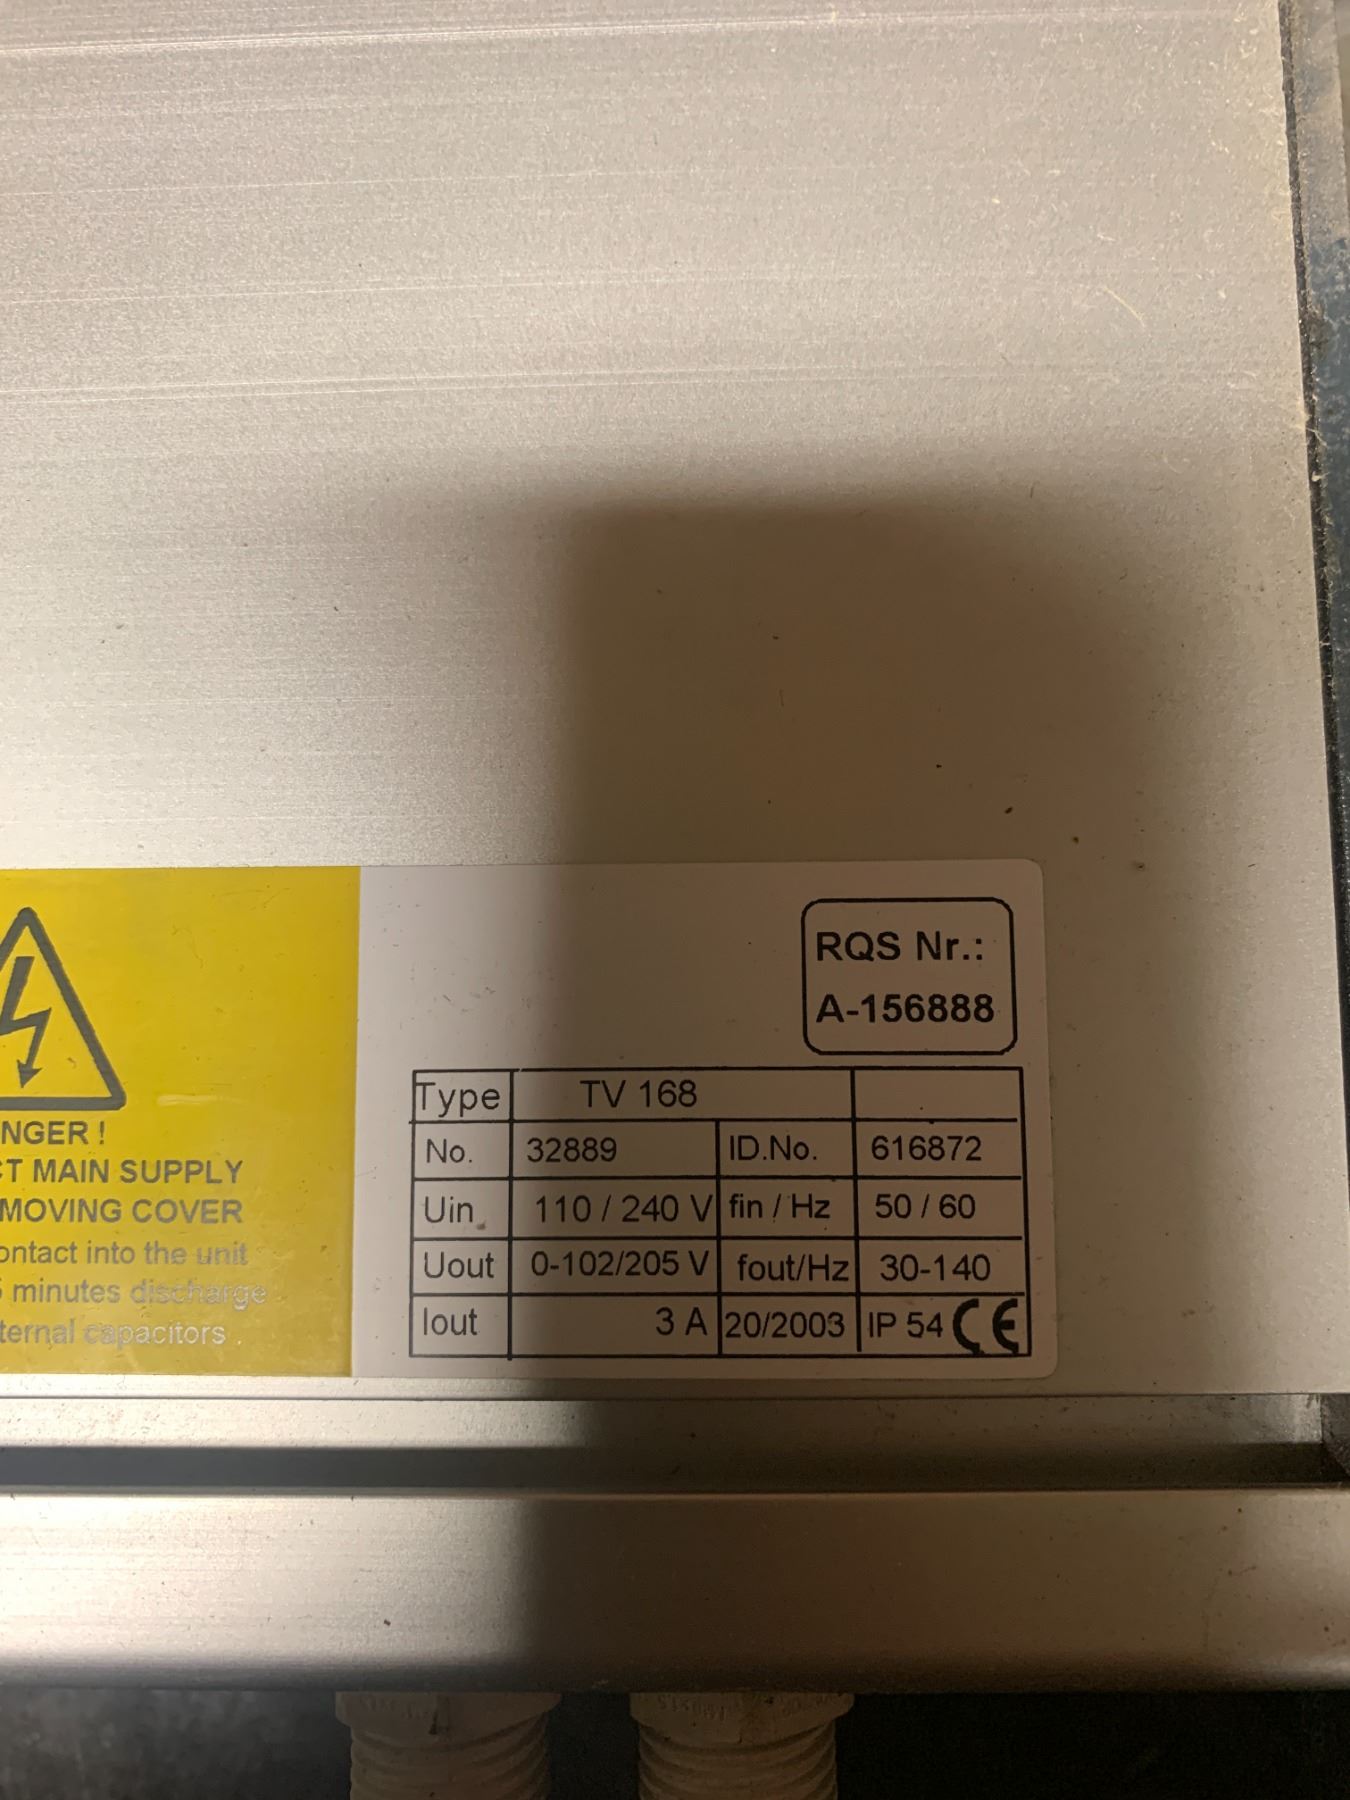 NGER !
CT MAIN SUPPLY
MOVING COVER
ontact into the unit
5 minutes discharge
ternal capacitors .
RQS Nr.:
A-156888
Type TV 168
No. 32889 ID.No. 616872
Uin 110 / 240 V fin / Hz 50 / 60
Uout 0-102/205 V fout/Hz 30-140
Iout 3 A 20/2003 IP 54 CE